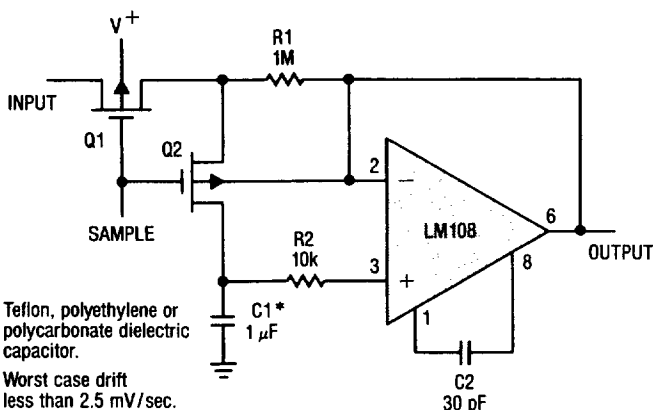 V+
R1
1M
INPUT
Q1
Q2
SAMPLE
2
−
LM108
6
OUTPUT
R2
10k
3
+
8
1
C1*
1 μF
C2
30 pF
Teflon, polyethylene or
polycarbonate dielectric
capacitor.
Worst case drift
less than 2.5 mV/sec.